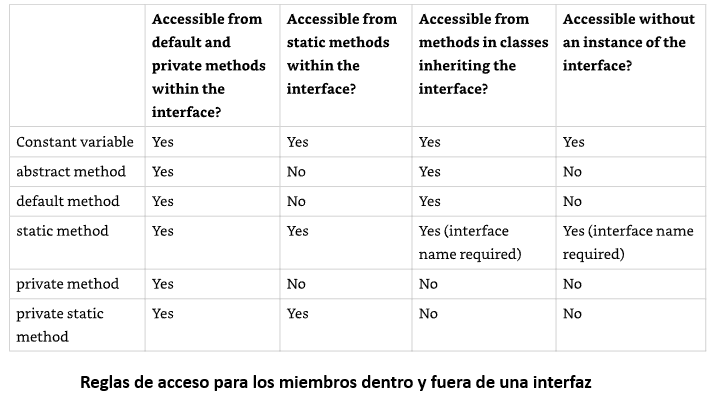 Accessible from default and private methods within the interface?
Accessible from static methods within the interface?
Accessible from methods in classes inheriting the interface?
Accessible without an instance of the interface?
Constant variable Yes Yes Yes Yes
abstract method Yes No Yes No
default method Yes No Yes No
static method Yes Yes Yes (interface name required) Yes (interface name required)
private method Yes No No No
private static method Yes Yes No No
Reglas de acceso para los miembros dentro y fuera de una interfaz